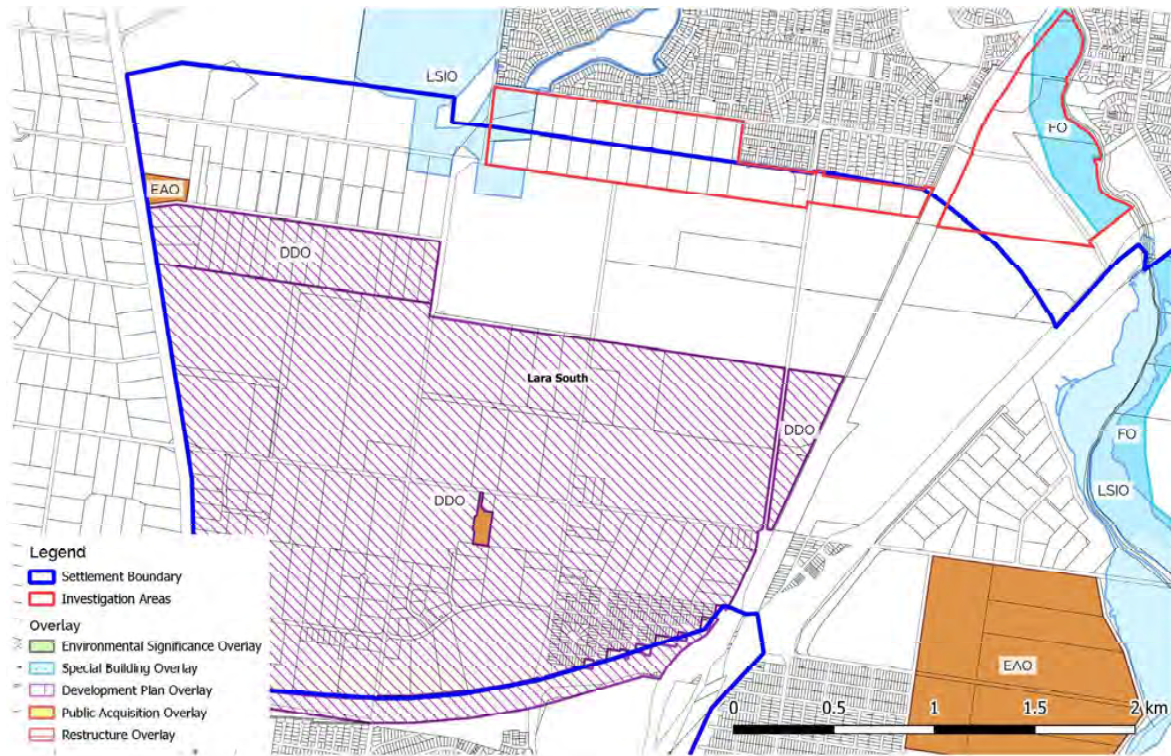 LSIO
FO
EAO
DDO
Lara South
DDO
DDO
FO
LSIO
EAO
Legend
Settlement Boundary
Investigation Areas
Overlay
Environmental Significance Overlay
Special Building Overlay
Development Plan Overlay
Public Acquisition Overlay
Restructure Overlay
0 0.5 1 1.5 2 km